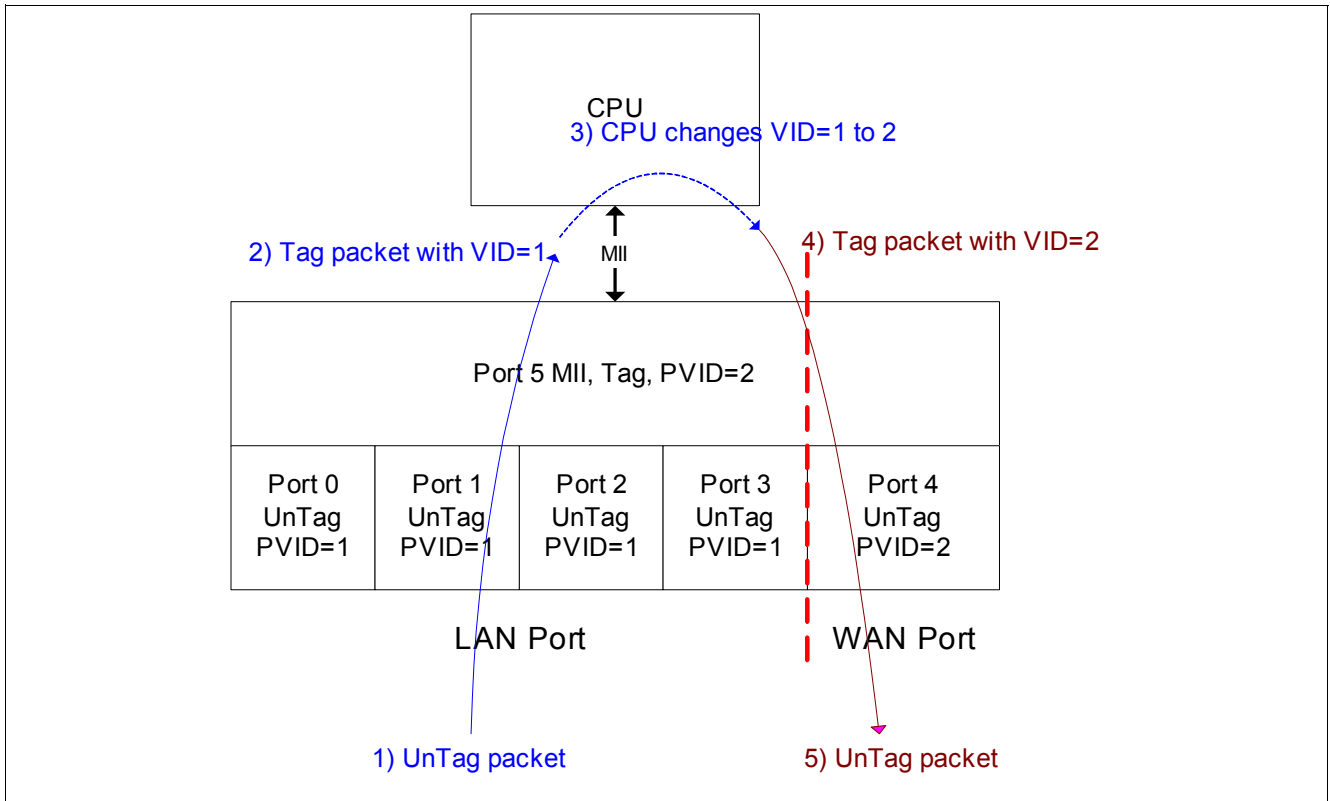 CPU
3) CPU changes VID=1 to 2
2) Tag packet with VID=1
MII
4) Tag packet with VID=2
Port 5 MII, Tag, PVID=2
Port 0
UnTag
PVID=1
Port 1
UnTag
PVID=1
Port 2
UnTag
PVID=1
Port 3
UnTag
PVID=1
Port 4
UnTag
PVID=2
LAN Port
WAN Port
1) UnTag packet
5) UnTag packet